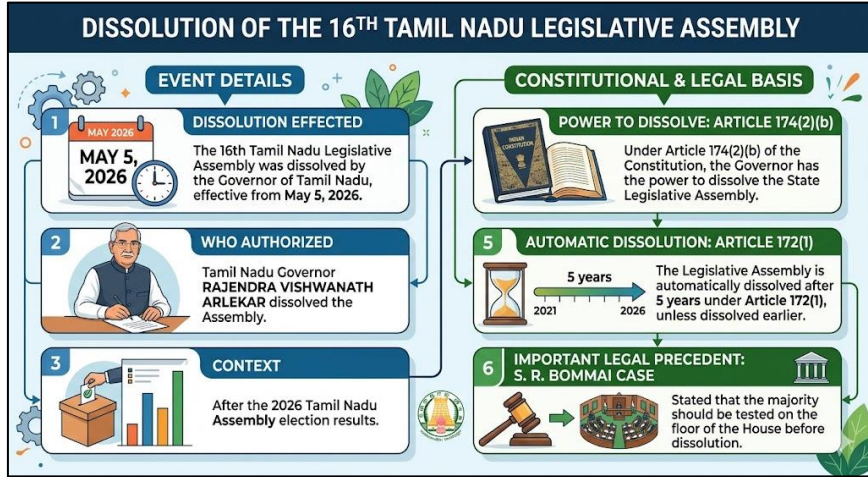 DISSOLUTION OF THE 16TH TAMIL NADU LEGISLATIVE ASSEMBLY
EVENT DETAILS
1
DISSOLUTION EFFECTED
MAY 2026
MAY 5,
2026
The 16th Tamil Nadu Legislative
Assembly was dissolved by
the Governor of Tamil Nadu,
effective from May 5, 2026.
2
WHO AUTHORIZED
Tamil Nadu Governor
RAJENDRA VISHWANATH
ARLEKAR dissolved the
Assembly.
3
CONTEXT
After the 2026 Tamil Nadu
Assembly election results.
CONSTITUTIONAL & LEGAL BASIS
POWER TO DISSOLVE: ARTICLE 174(2)(b)
INDIAN
CONSTITUTION
Under Article 174(2)(b) of the
Constitution, the Governor has
the power to dissolve the State
Legislative Assembly.
5
AUTOMATIC DISSOLUTION: ARTICLE 172(1)
5 years
2021
2026
The Legislative Assembly is
automatically dissolved after
5 years under Article 172(1),
unless dissolved earlier.
6
IMPORTANT LEGAL PRECEDENT:
S. R. BOMMAI CASE
Stated that the majority
should be tested on the
floor of the House before
dissolution.